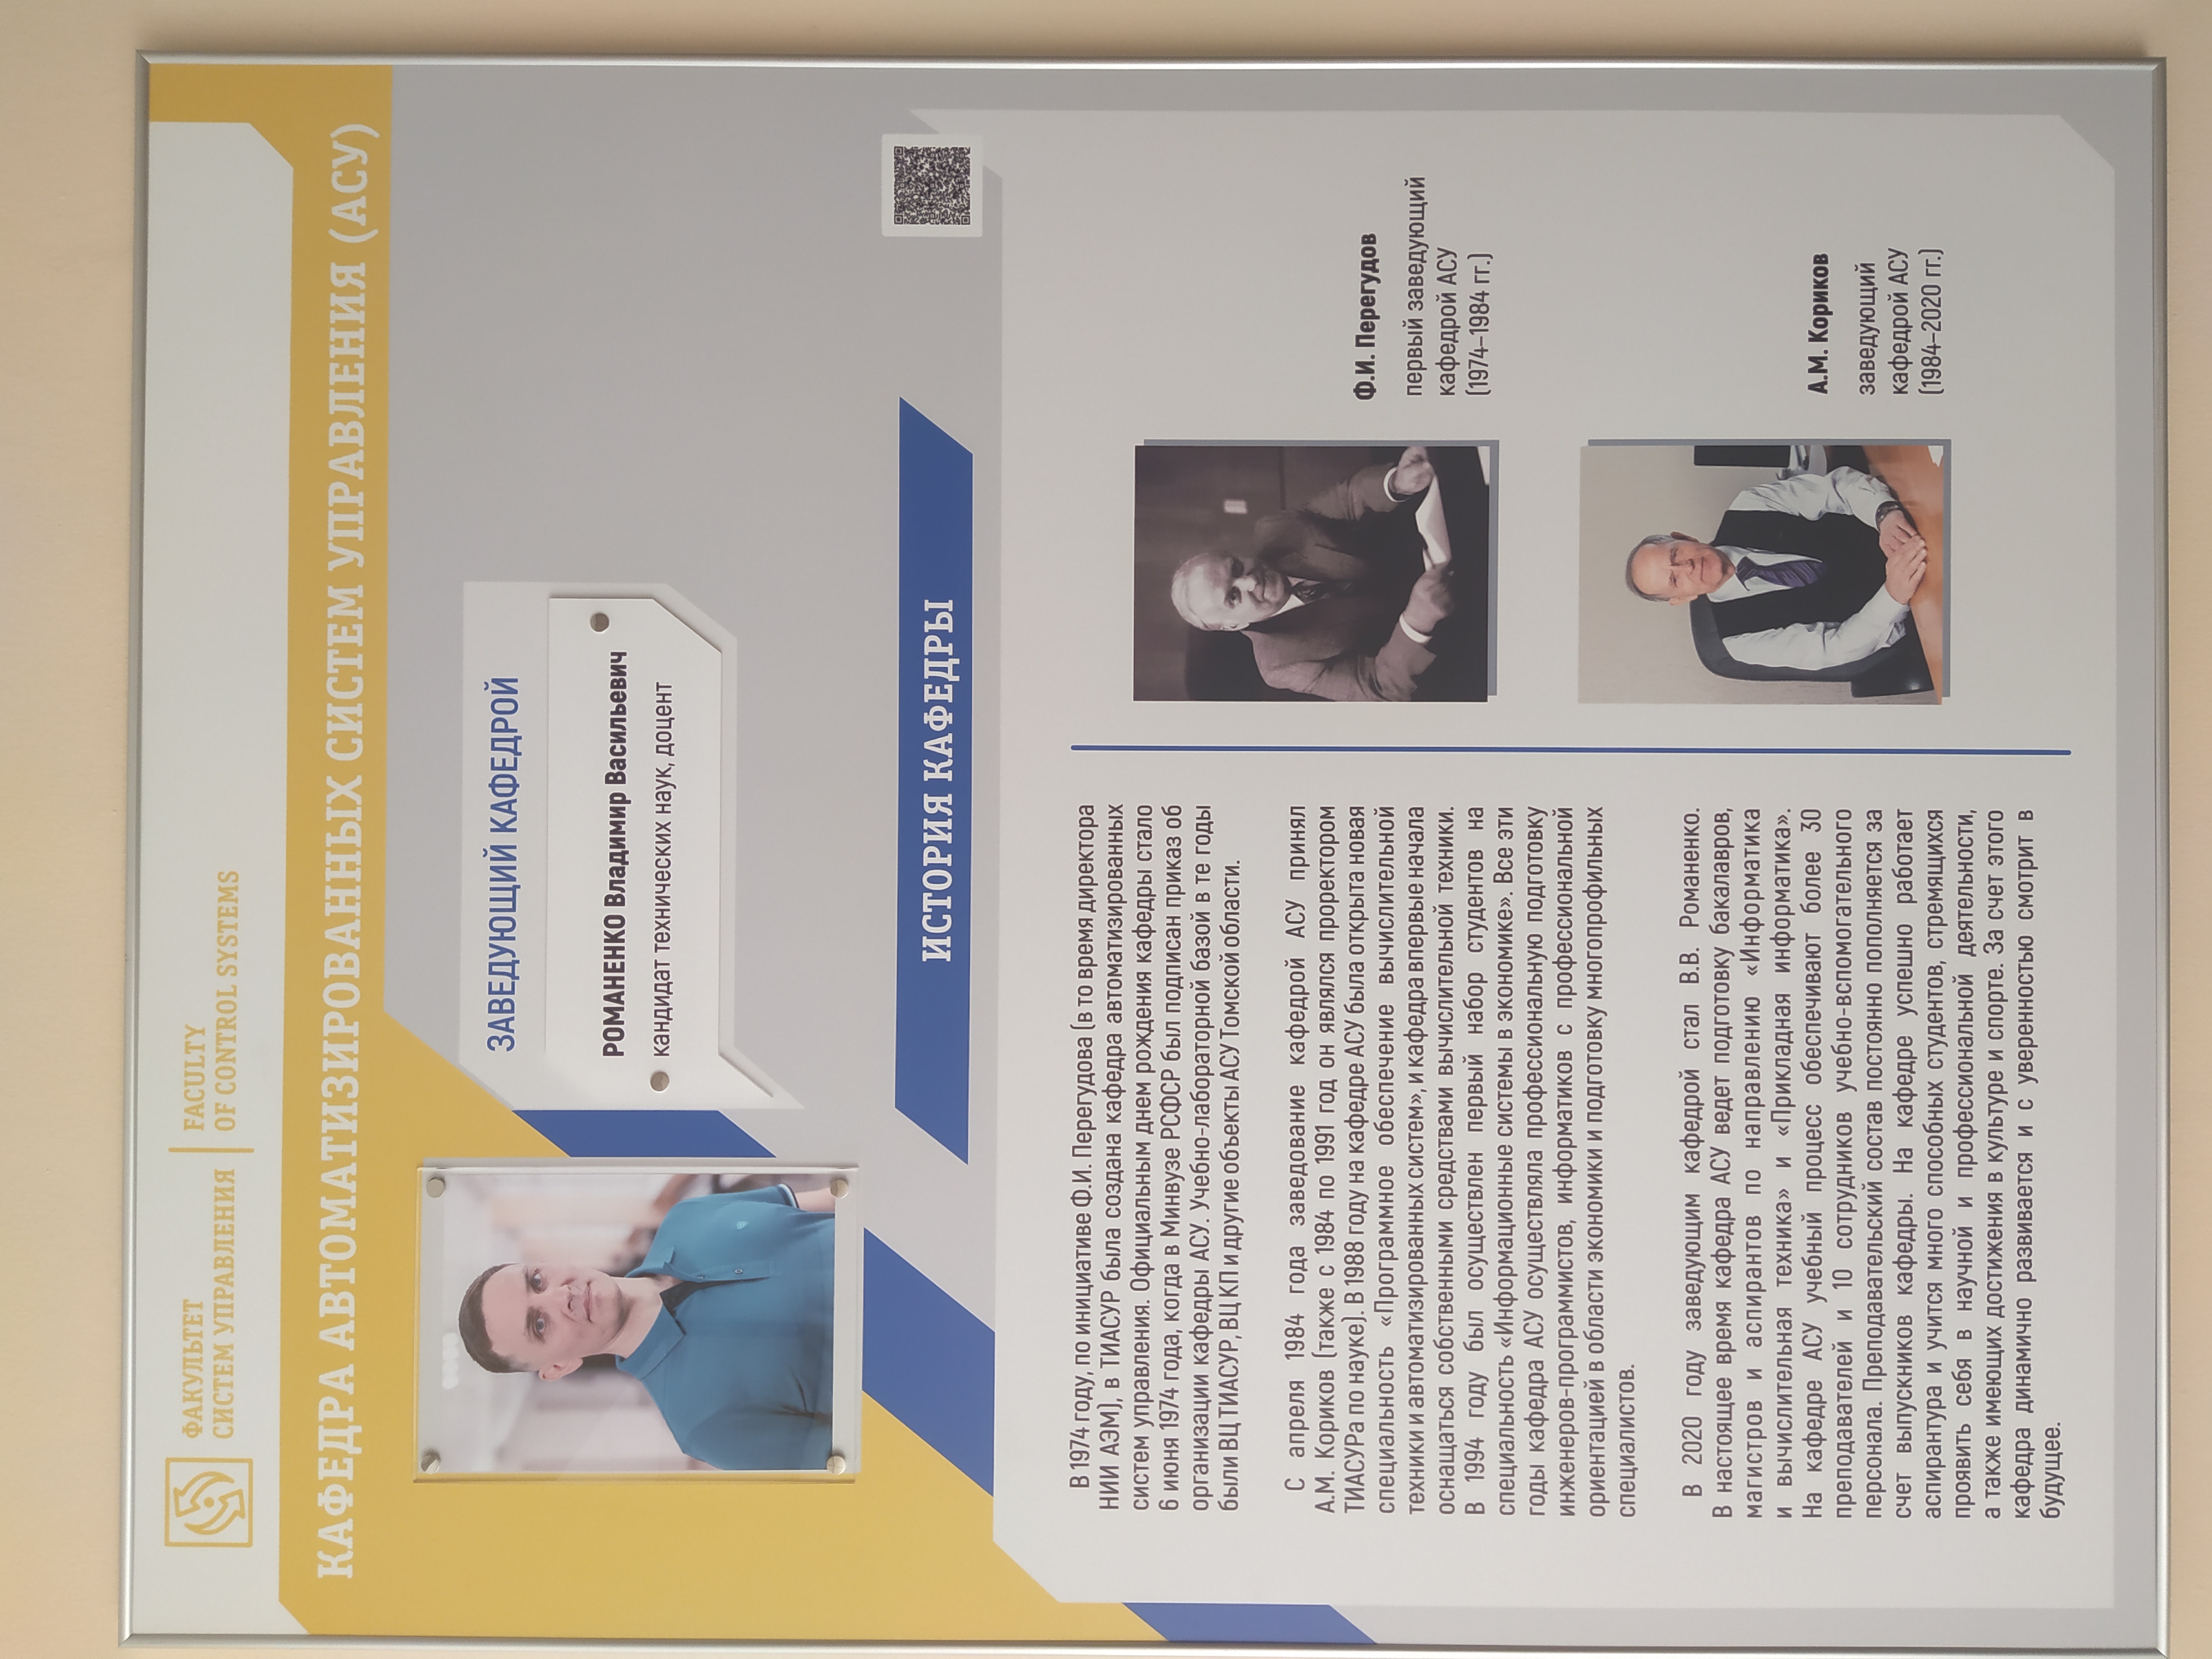 ФАКУЛЬТЕТ
СИСТЕМ УПРАВЛЕНИЯ
FACULTY
OF CONTROL SYSTEMS
КАФЕДРА АВТОМАТИЗИРОВАННЫХ СИСТЕМ УПРАВЛЕНИЯ (АСУ)
ЗАВЕДУЮЩИЙ КАФЕДРОЙ
РОМАНЕНКО Владимир Васильевич
кандидат технических наук, доцент
ИСТОРИЯ КАФЕДРЫ
В 1974 году, по инициативе Ф.И. Перегудова (в то время директора
НИИ АЭМ), в ТИАСУР была создана кафедра автоматизированных
систем управления. Официальным днем рождения кафедры стало
6 июня 1974 года, когда в Минвузе РСФСР был подписан приказ об
организации кафедры АСУ. Учебно-лабораторной базой в те годы
были ВЦ ТИАСУР, ВЦ КП и другие объекты АСУ Томской области.
С апреля 1984 года заведование кафедрой АСУ принял
А.М. Кориков (также с 1984 по 1991 год он являлся проректором
ТИАСУРа по науке). В 1988 году на кафедре АСУ была открыта новая
специальность «Программное обеспечение вычислительной
техники и автоматизированных систем», и кафедра впервые начала
оснащаться собственными средствами вычислительной техники.
В 1994 году был осуществлен первый набор студентов на
специальность «Информационные системы в экономике». Все эти
годы кафедра АСУ осуществляла профессиональную подготовку
инженеров-программистов, информатиков с профессиональной
ориентацией в области экономики и подготовку многопрофильных
специалистов.
В 2020 году заведующим кафедрой стал В.В. Романенко.
В настоящее время кафедра АСУ ведет подготовку бакалавров,
магистров и аспирантов по направлению «Информатика
и вычислительная техника» и «Прикладная информатика».
На кафедре АСУ учебный процесс обеспечивают более 30
преподавателей и 10 сотрудников учебно-вспомогательного
персонала. Преподавательский состав постоянно пополняется за
счет выпускников кафедры. На кафедре успешно работает
аспирантура и учится много способных студентов, стремящихся
проявить себя в научной и профессиональной деятельности,
а также имеющих достижения в культуре и спорте. За счет этого
кафедра динамично развивается и с уверенностью смотрит в
будущее.
Ф.И. Перегудов
первый заведующий
кафедрой АСУ
(1974–1984 гг.)
А.М. Кориков
заведующий
кафедрой АСУ
(1984–2020 гг.)